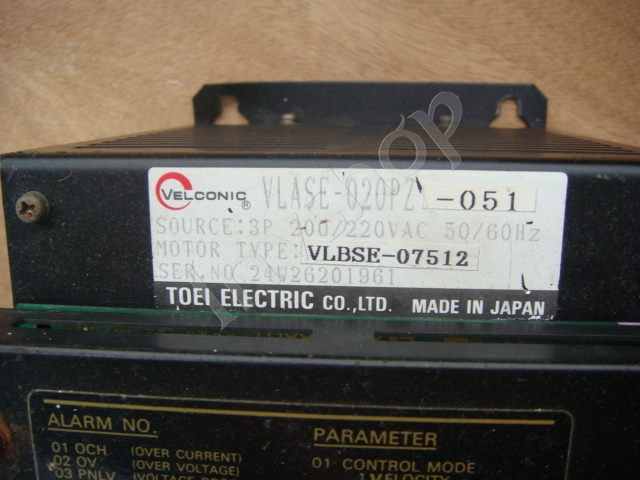 VELCONIC ® VLASE-020PZ -051
SOURCE:3P 200/220VAC 50/60Hz
MOTOR TYPE: VLBSE-07512
SER.NO 24W26201961
TOEI ELECTRIC CO.,LTD. MADE IN JAPAN
ALARM NO.
01 OCH (OVER CURRENT)
02 OV (OVER VOLTAGE)
03 PNLV
PARAMETER
01 CONTROL MODE
1 VELOCITY